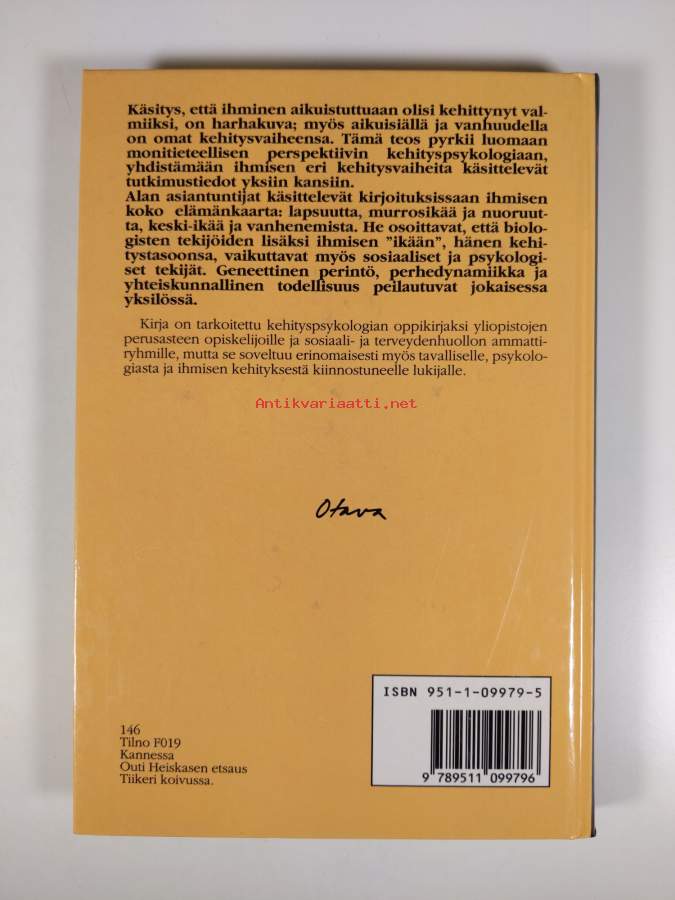 Käsitys, että ihminen aikuistuttuaan olisi kehittynyt val-
miiksi, on harhakuva; myös aikuisiällä ja vanhuudella
on omat kehitysvaiheensa. Tämä teos pyrkii luomaan
monitieteellisen perspektiivin kehityspsykologiaan,
yhdistämään ihmisen eri kehitysvaiheita käsittelevät
tutkimustiedot yksiin kansiin.
Alan asiantuntijat käsittelevät kirjoituksissaan ihmisen
koko elämänkaarta: lapsuutta, murrosikää ja nuoruut-
ta, keski-ikää ja vanhenemista. He osoittavat, että biolo-
gisten tekijöiden lisäksi ihmisen "ikään", hänen kehi-
tystasoonsa, vaikuttavat myös sosiaaliset ja psykologi-
set tekijät. Geneettinen perintö, perhedynamiikka ja
yhteiskunnallinen todellisuus peilautuvat jokaisessa
yksilössä.
Kirja on tarkoitettu kehityspsykologian oppikirjaksi yliopistojen
perusasteen opiskelijoille ja sosiaali- ja terveydenhuollon ammatti-
ryhmille, mutta se soveltuu erinomaisesti myös tavalliselle, psykolo-
giasta ja ihmisen kehityksestä kiinnostuneelle lukijalle.
Antikvariaatti.net
Otava
ISBN 951-1-09979-5
9 789511 099796
146
Tilno F019
Kannessa
Outi Heiskasen etsaus
Tiikeri koivussa.